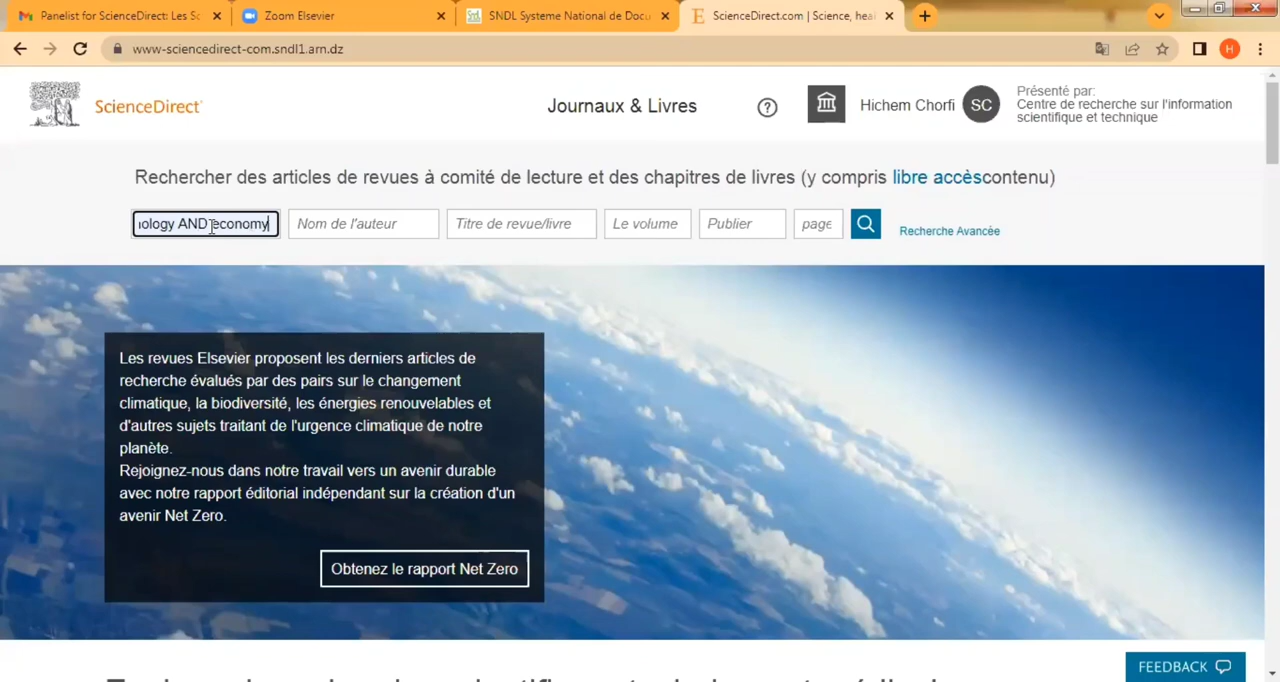 Panelist for ScienceDirect: Les Sc
Zoom Elsevier
SNDL Systeme National de Docu
ScienceDirect.com | Science, heal
www-sciencedirect-com.sndl1.arn.dz
H
ScienceDirect
Journaux & Livres
?
Hichem Chorfi
SC
Présenté par:
Centre de recherche sur l'information
scientifique et technique
Rechercher des articles de revues à comité de lecture et des chapitres de livres (y compris libre accèscontenu)
ology AND economy
Nom de l'auteur
Titre de revue/livre
Le volume
Publier
page
Recherche Avancée
Les revues Elsevier proposent les derniers articles de
recherche évalués par des pairs sur le changement
climatique, la biodiversité, les énergies renouvelables et
d'autres sujets traitant de l'urgence climatique de notre
planète.
Rejoignez-nous dans notre travail vers un avenir durable
avec notre rapport éditorial indépendant sur la création d'un
avenir Net Zero.
Obtenez le rapport Net Zero
FEEDBACK